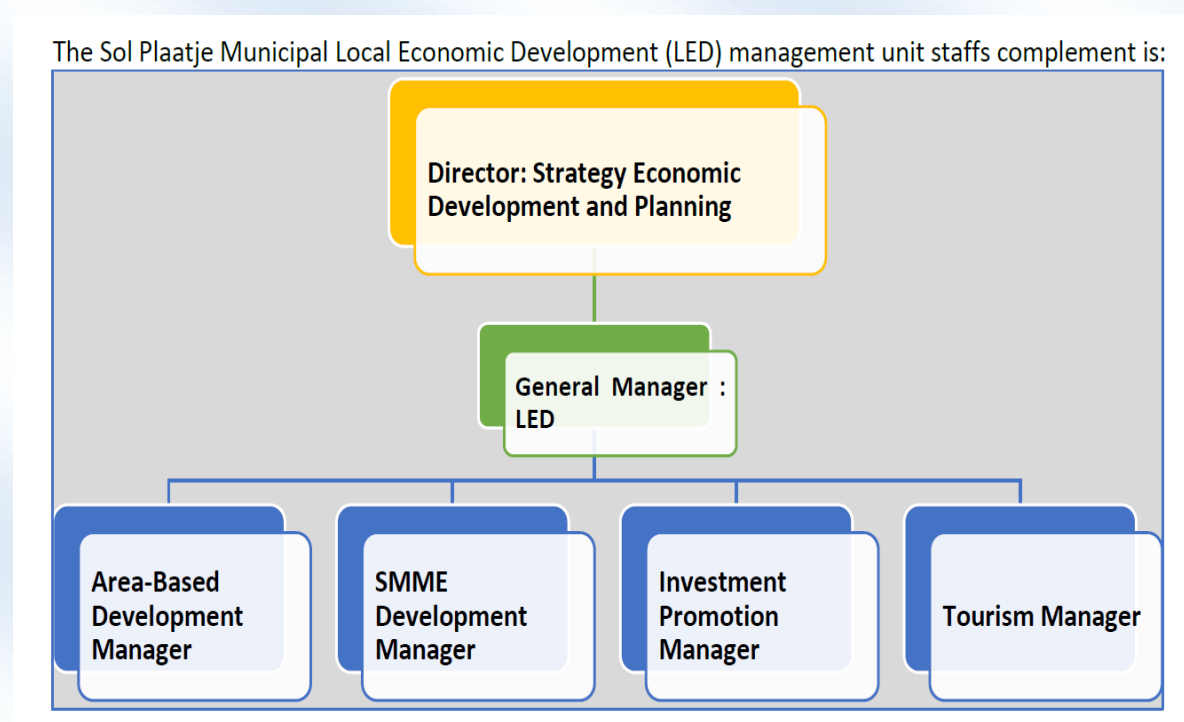 The Sol Plaatje Municipal Local Economic Development (LED) management unit staffs complement is:
Director: Strategy Economic
Development and Planning
General Manager :
LED
Area-Based
Development
Manager
SMME
Development
Manager
Investment
Promotion
Manager
Tourism Manager